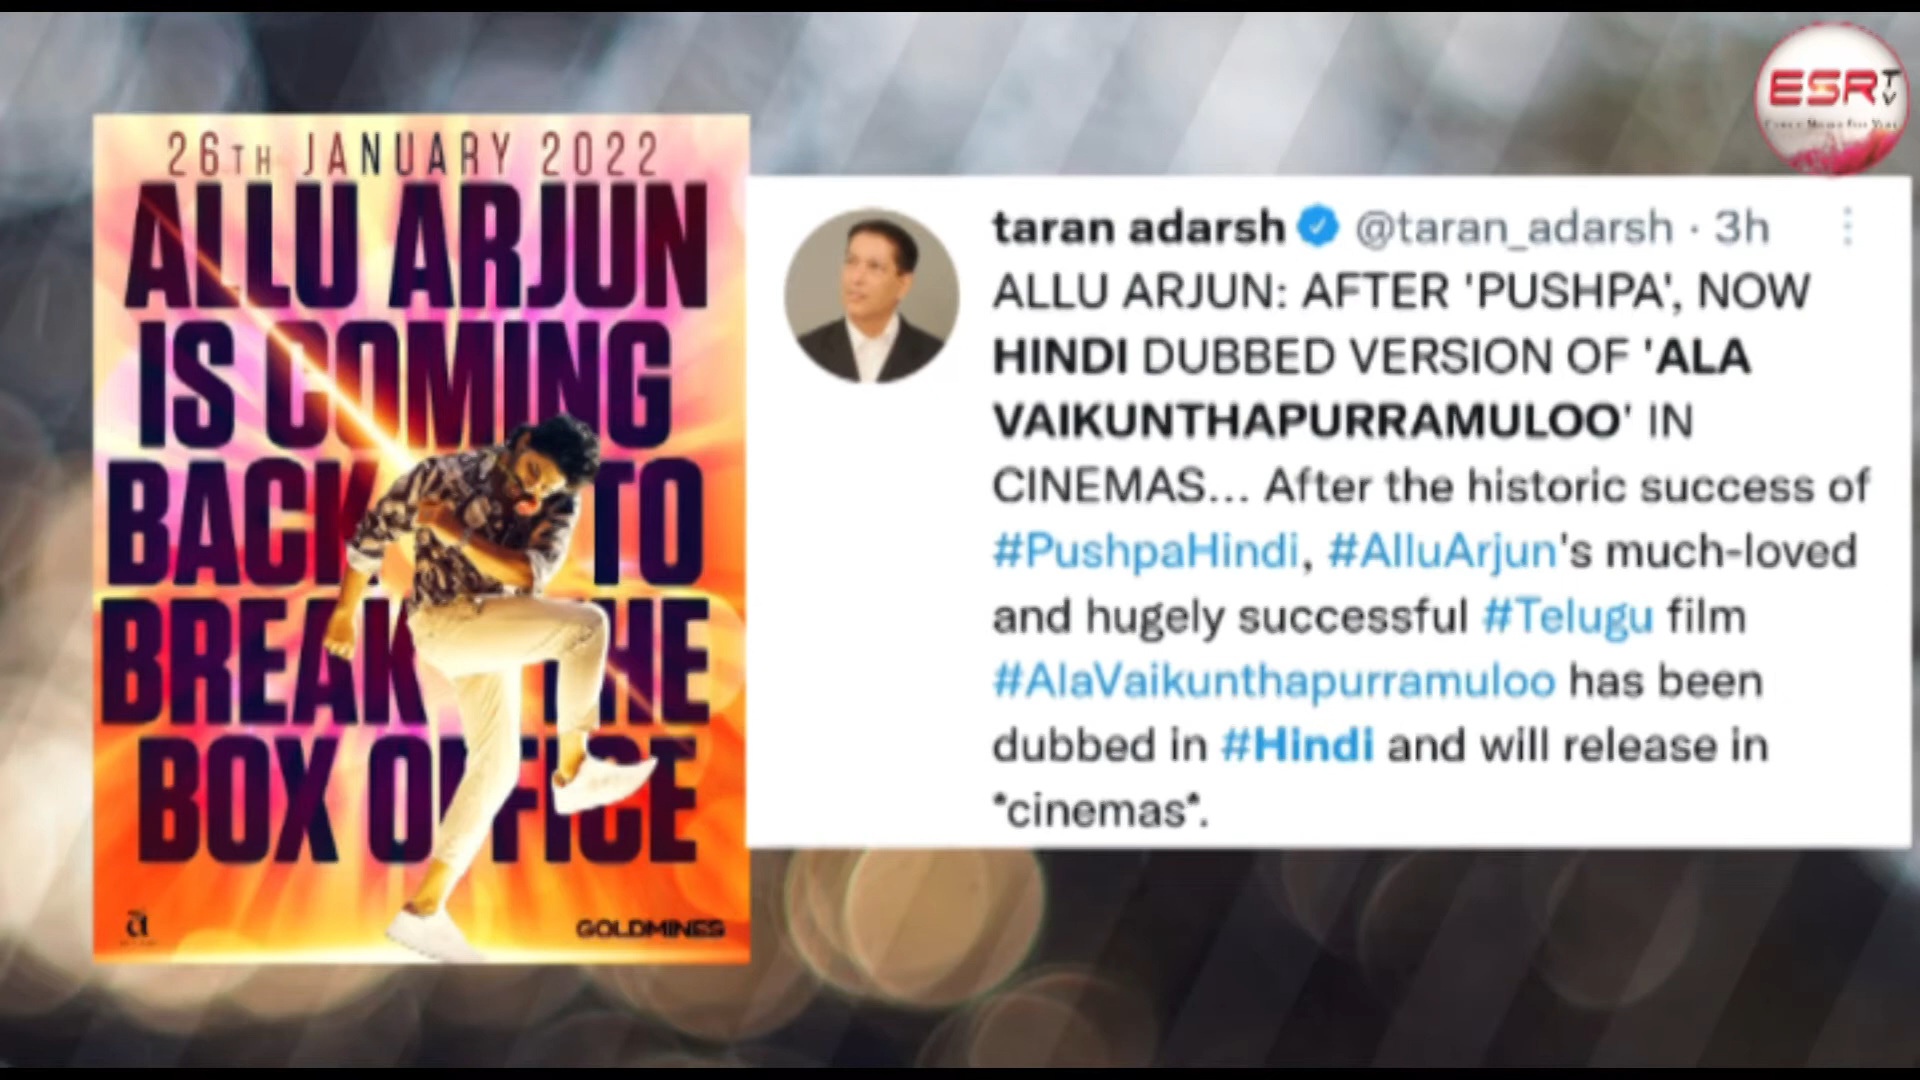 26TH JANUARY 2022
ALLU ARJUN
IS COMING
BACK TO
BREAK THE
BOX OFFICE
GOLDMINES
ESR TV
taran adarsh @taran_adarsh · 3h
ALLU ARJUN: AFTER 'PUSHPA', NOW
HINDI DUBBED VERSION OF 'ALA
VAIKUNTHAPURRAMULOO' IN
CINEMAS... After the historic success of
#PushpaHindi, #AlluArjun's much-loved
and hugely successful #Telugu film
#AlaVaikunthapurramuloo has been
dubbed in #Hindi and will release in
*cinemas*.